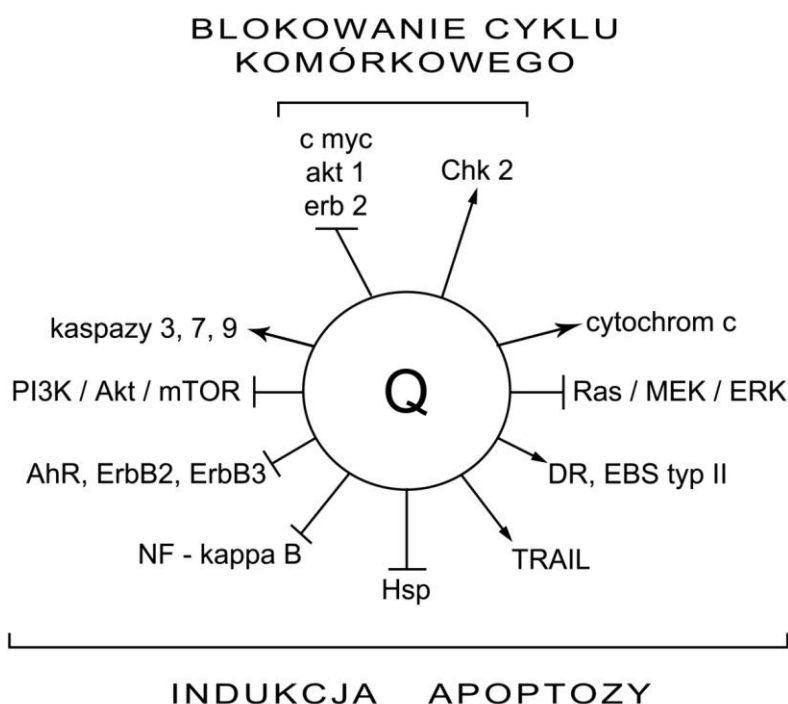 BLOKOWANIE CYKLU
KOMÓRKOWEGO
c myc
akt 1
erb 2
Chk 2
kaspazy 3, 7, 9
cytochrom c
PI3K / Akt / mTOR
Q
Ras / MEK / ERK
AhR, ErbB2, ErbB3
DR, EBS typ II
NF - kappa B
TRAIL
Hsp
INDUKCJA APOPTOZY